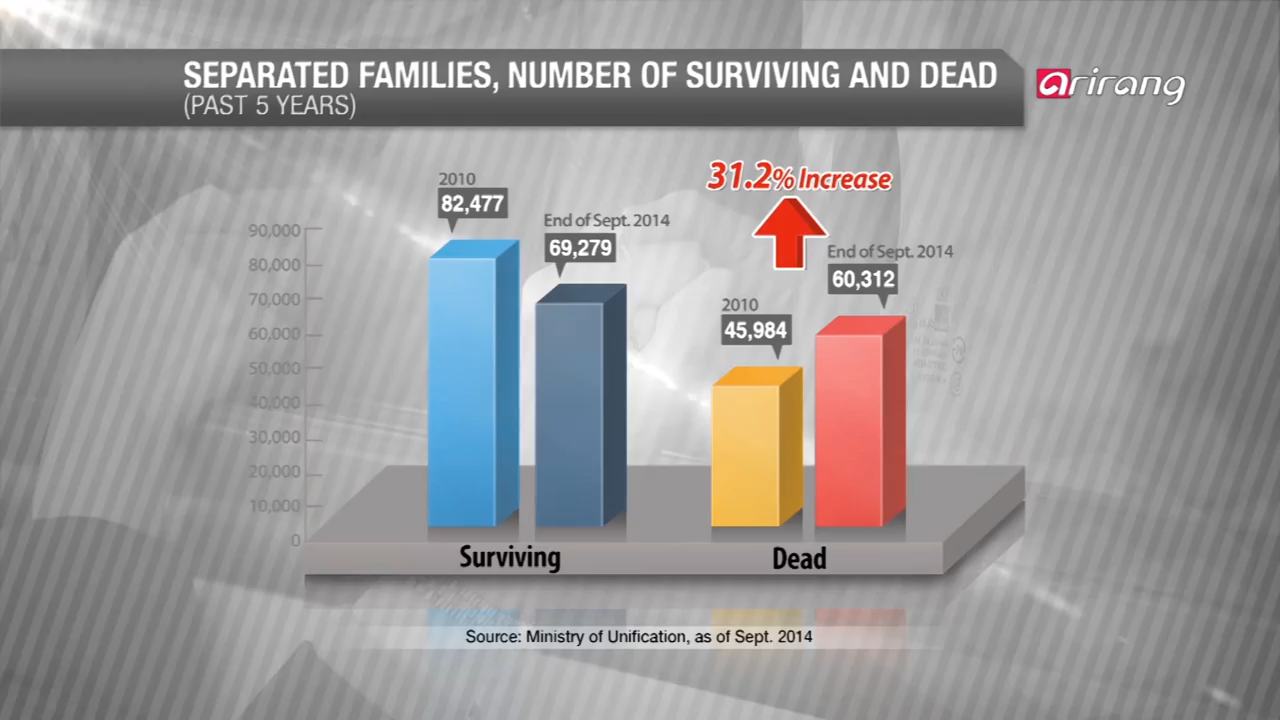 SEPARATED FAMILIES, NUMBER OF SURVIVING AND DEAD
(PAST 5 YEARS)
arirang
31.2% Increase
2010
82,477
End of Sept. 2014
69,279
End of Sept. 2014
60,312
2010
45,984
90,000
80,000
70,000
60,000
50,000
40,000
30,000
20,000
10,000
0
Surviving
Dead
Source: Ministry of Unification, as of Sept. 2014